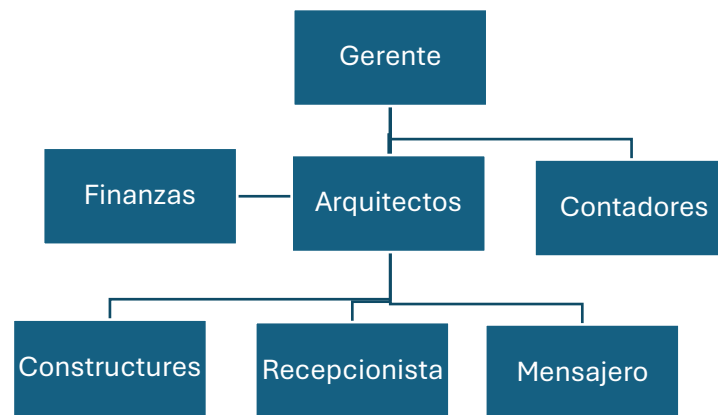 Gerente
Finanzas
Arquitectos
Contadores
Constructures
Recepcionista
Mensajero